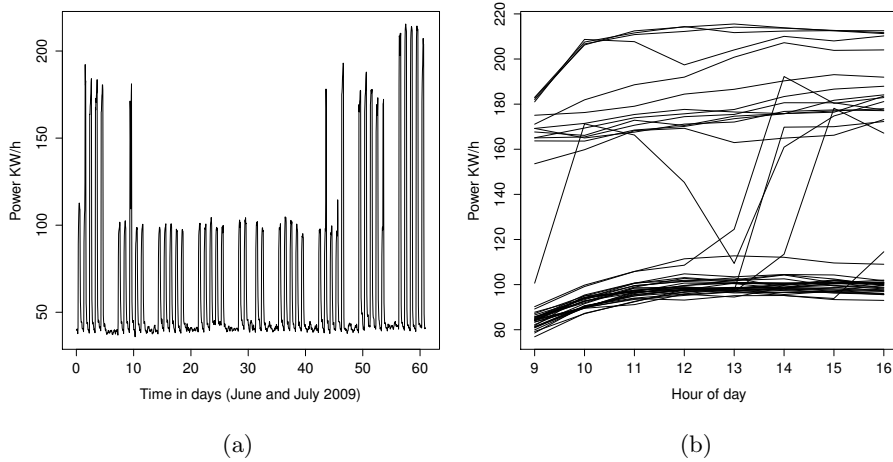 200
150
100
50
Power KW/h
0 10 20 30 40 50 60
Time in days (June and July 2009)
(a)
220
200
180
160
140
120
100
80
Power KW/h
9 10 11 12 13 14 15 16
Hour of day
(b)